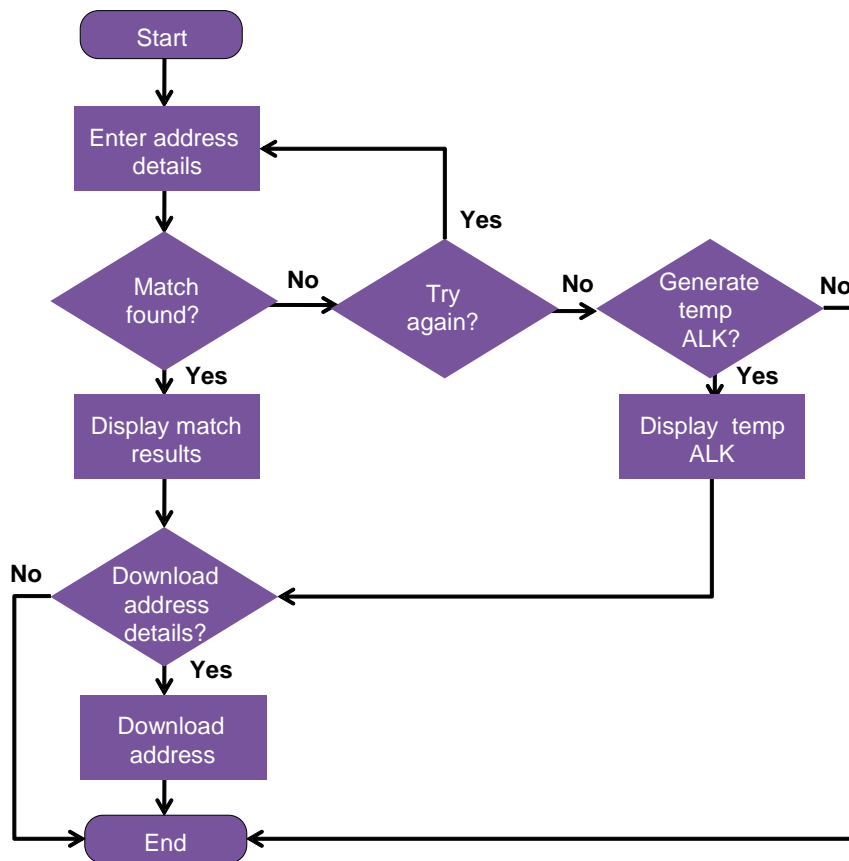 Start
Enter address
details
Yes
Match
found?
No
Try
again?
No
Generate
temp
ALK?
No
Yes
Yes
Display match
results
Display temp
ALK
No
Download
address
details?
Yes
Download
address
End